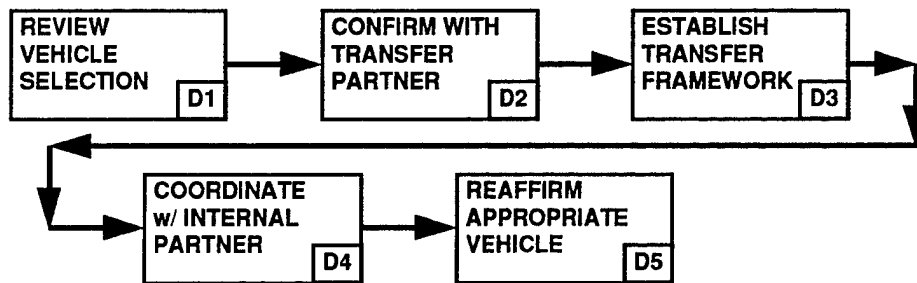 REVIEW
VEHICLE
SELECTION
D1
CONFIRM WITH
TRANSFER
PARTNER
D2
ESTABLISH
TRANSFER
FRAMEWORK
D3
COORDINATE
w/ INTERNAL
PARTNER
D4
REAFFIRM
APPROPRIATE
VEHICLE
D5